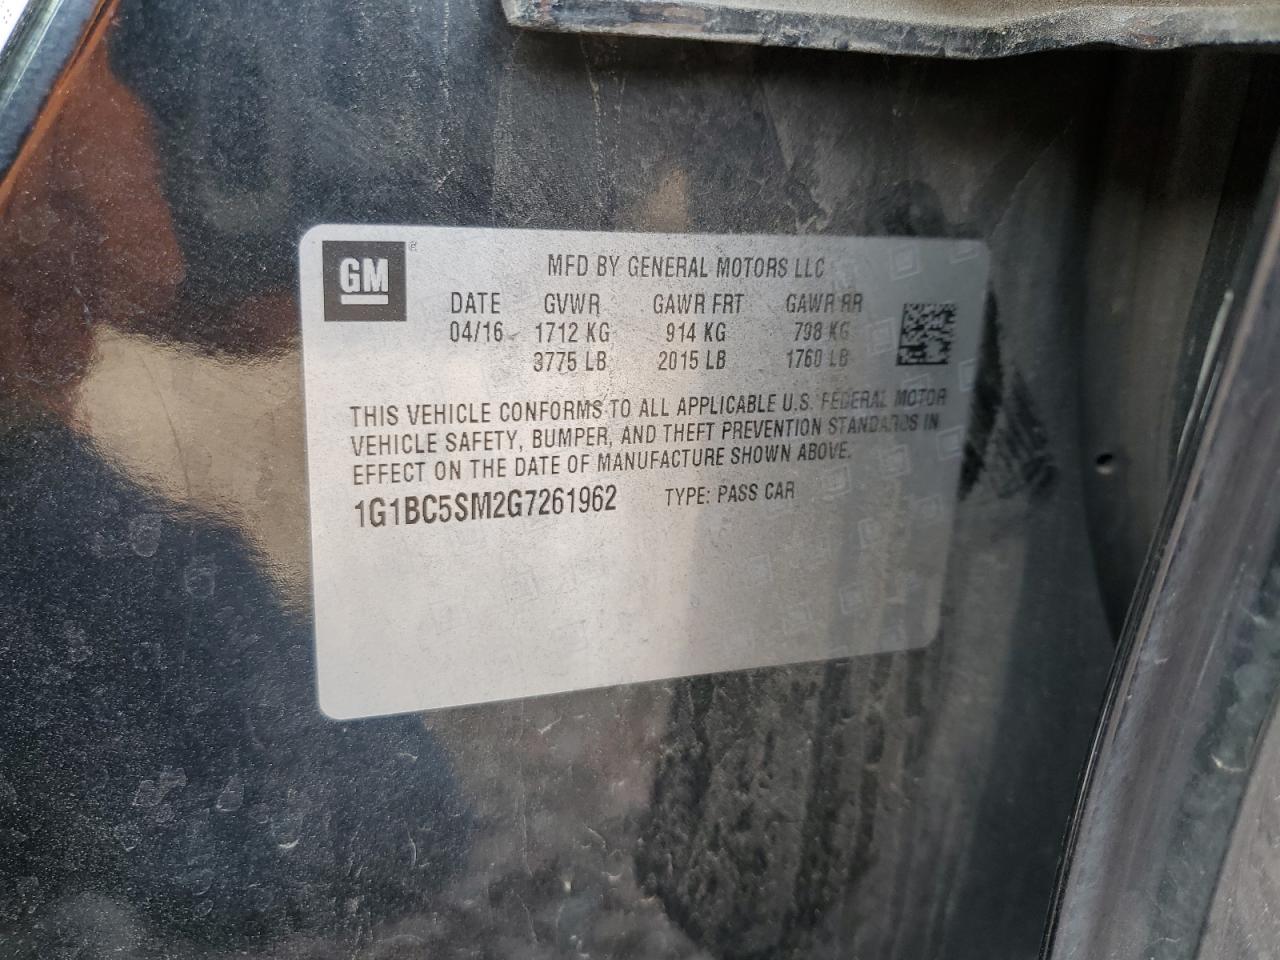 GM
MFD BY GENERAL MOTORS LLC
DATE GVWR GAWR FRT GAWR RR
04/16 1712 KG 914 KG 798 KG
3775 LB 2015 LB 1760 LB
THIS VEHICLE CONFORMS TO ALL APPLICABLE U.S. FEDERAL MOTOR
VEHICLE SAFETY, BUMPER, AND THEFT PREVENTION STANDARDS IN
EFFECT ON THE DATE OF MANUFACTURE SHOWN ABOVE.
1G1BC5SM2G7261962 TYPE: PASS CAR